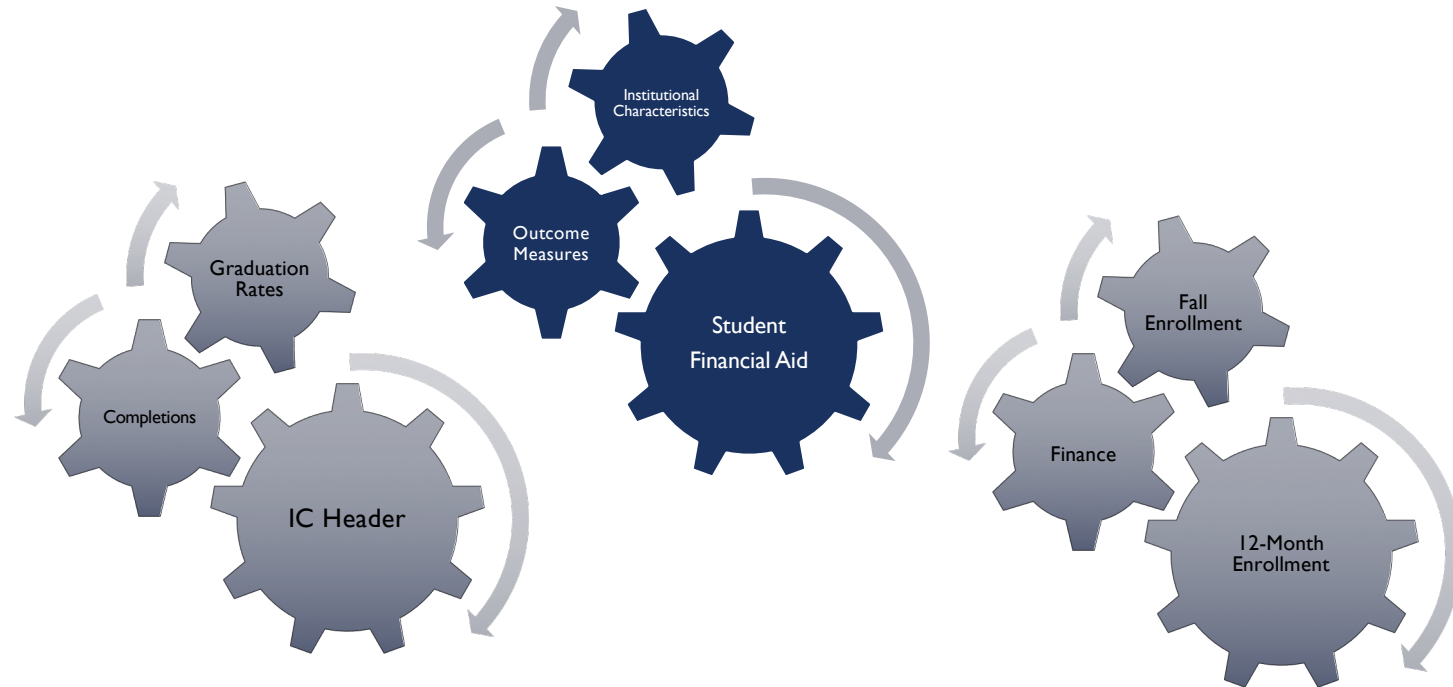 Graduation
Rates
Completions
IC Header
Institutional
Characteristics
Outcome
Measures
Student
Financial Aid
Fall
Enrollment
Finance
12-Month
Enrollment